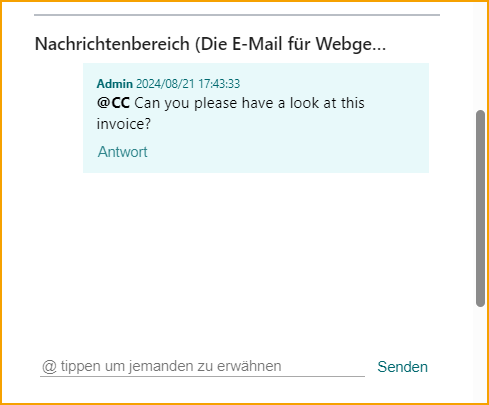 Nachrichtenbereich (Die E-Mail für Webge...
Admin 2024/08/21 17:43:33
@CC Can you please have a look at this
invoice?
Antwort
@ tippen um jemanden zu erwähnen
Senden